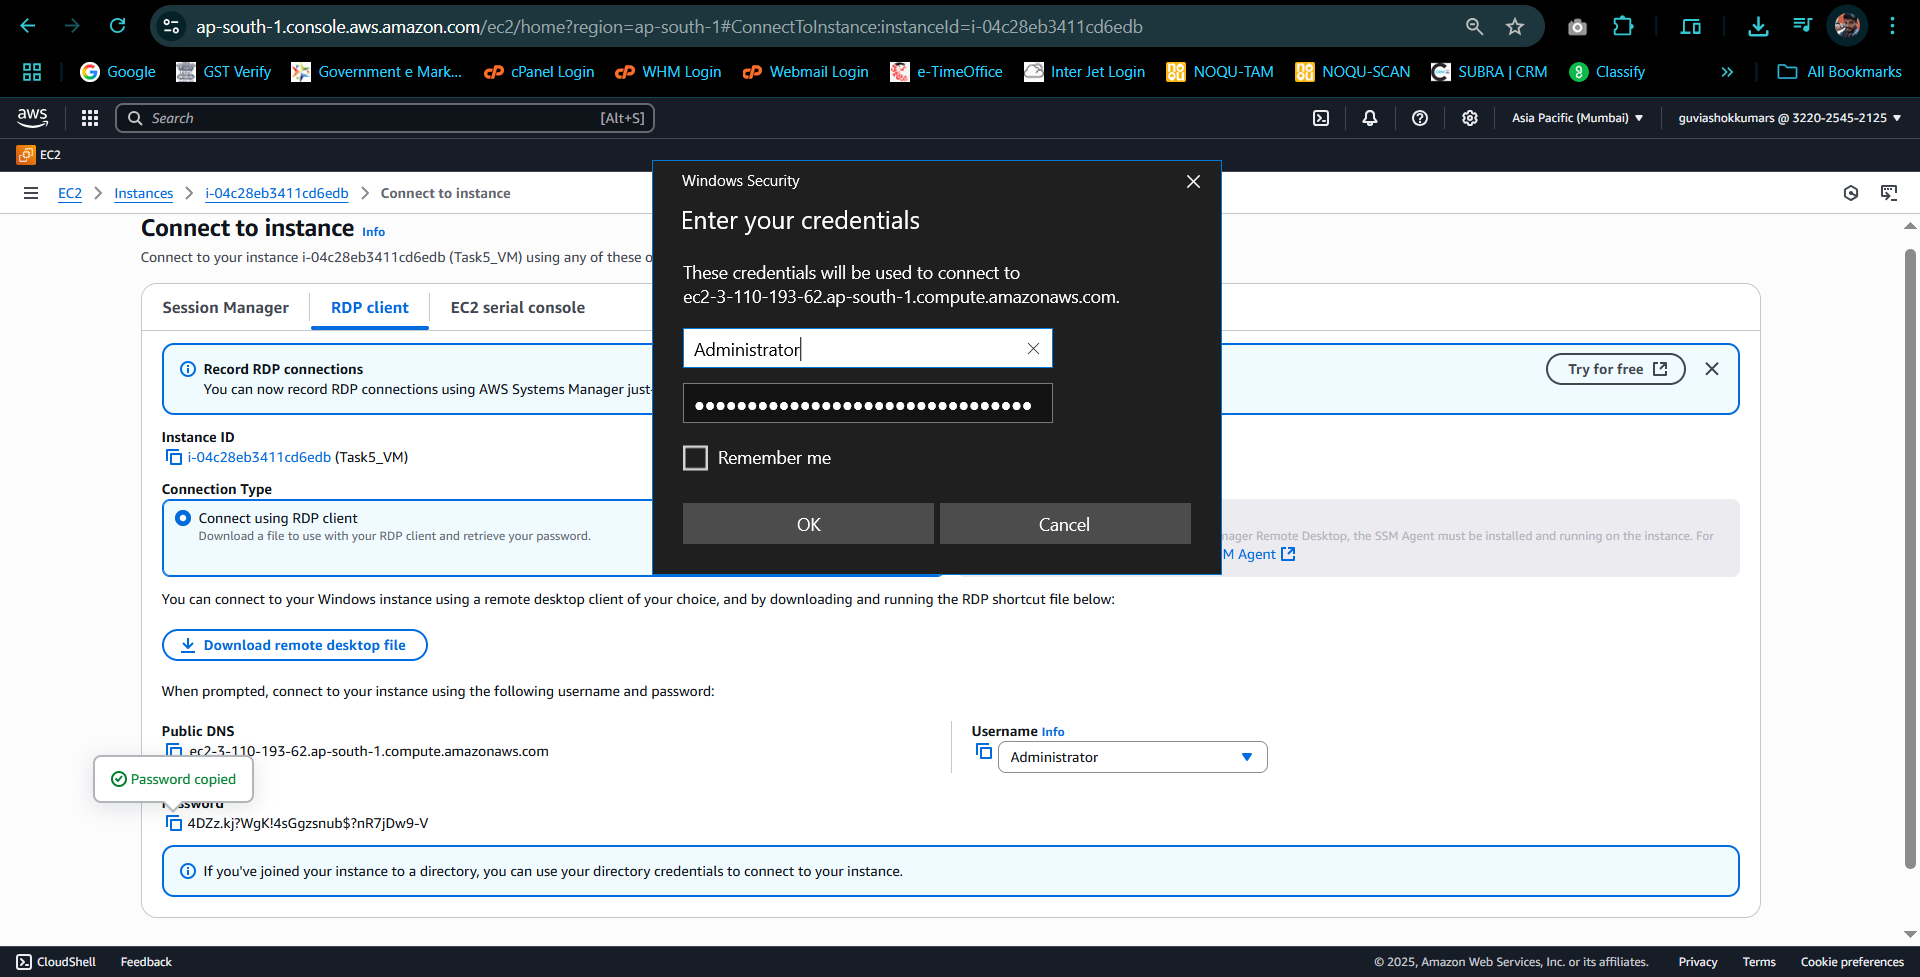 ap-south-1.console.aws.amazon.com/ec2/home?region=ap-south-1#ConnectToInstance:instanceId=i-04c28eb3411cd6edb
Google GST Verify Government e Mark... cPanel Login WHM Login Webmail Login e-TimeOffice Inter Jet Login NOQU-TAM NOQU-SCAN SUBRA | CRM Classify » All Bookmarks
aws Search [Alt+S] Asia Pacific (Mumbai) guviashokkumars @ 3220-2545-2125
EC2
EC2 Instances i-04c28eb3411cd6edb Connect to instance
Connect to instance Info
Connect to your instance i-04c28eb3411cd6edb (Task5_VM) using any of these o
Session Manager RDP client EC2 serial console
Record RDP connections
You can now record RDP connections using AWS Systems Manager just-
Try for free
Instance ID
i-04c28eb3411cd6edb (Task5_VM)
Connection Type
Connect using RDP client
Download a file to use with your RDP client and retrieve your password.
nager Remote Desktop, the SSM Agent must be installed and running on the instance. For
M Agent
Windows Security
Enter your credentials
These credentials will be used to connect to
ec2-3-110-193-62.ap-south-1.compute.amazonaws.com.
Administrator
Remember me
OK Cancel
You can connect to your Windows instance using a remote desktop client of your choice, and by downloading and running the RDP shortcut file below:
Download remote desktop file
When prompted, connect to your instance using the following username and password:
Public DNS
ec2-3-110-193-62.ap-south-1.compute.amazonaws.com
Username Info
Administrator
Password copied
Password
4DZz.kj?WgK!4sGgzsnub$?nR7jDw9-V
If you've joined your instance to a directory, you can use your directory credentials to connect to your instance.
CloudShell Feedback © 2025, Amazon Web Services, Inc. or its affiliates. Privacy Terms Cookie preferences